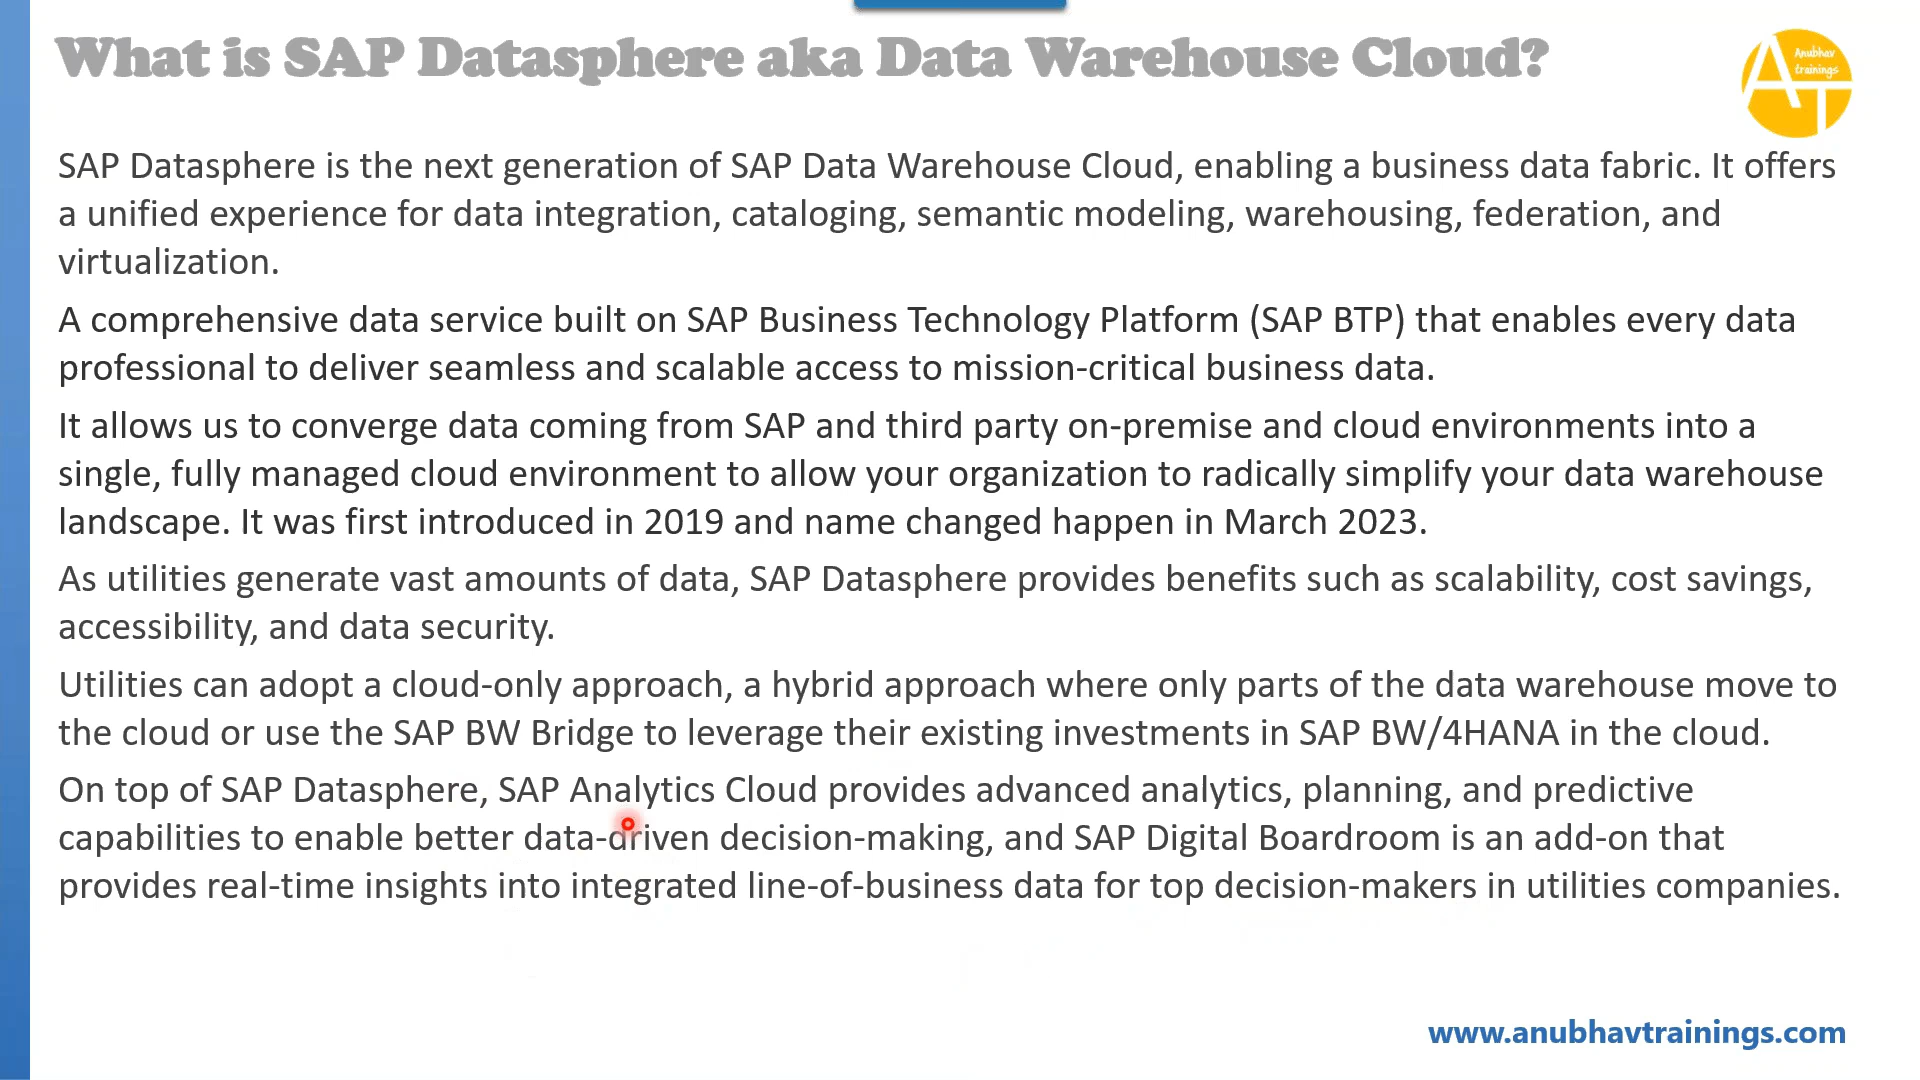 What is SAP Datasphere aka Data Warehouse Cloud?
Anubhav
trainings
AT
SAP Datasphere is the next generation of SAP Data Warehouse Cloud, enabling a business data fabric. It offers
a unified experience for data integration, cataloging, semantic modeling, warehousing, federation, and
virtualization.
A comprehensive data service built on SAP Business Technology Platform (SAP BTP) that enables every data
professional to deliver seamless and scalable access to mission-critical business data.
It allows us to converge data coming from SAP and third party on-premise and cloud environments into a
single, fully managed cloud environment to allow your organization to radically simplify your data warehouse
landscape. It was first introduced in 2019 and name changed happen in March 2023.
As utilities generate vast amounts of data, SAP Datasphere provides benefits such as scalability, cost savings,
accessibility, and data security.
Utilities can adopt a cloud-only approach, a hybrid approach where only parts of the data warehouse move to
the cloud or use the SAP BW Bridge to leverage their existing investments in SAP BW/4HANA in the cloud.
On top of SAP Datasphere, SAP Analytics Cloud provides advanced analytics, planning, and predictive
capabilities to enable better data-driven decision-making, and SAP Digital Boardroom is an add-on that
provides real-time insights into integrated line-of-business data for top decision-makers in utilities companies.
www.anubhavtrainings.com